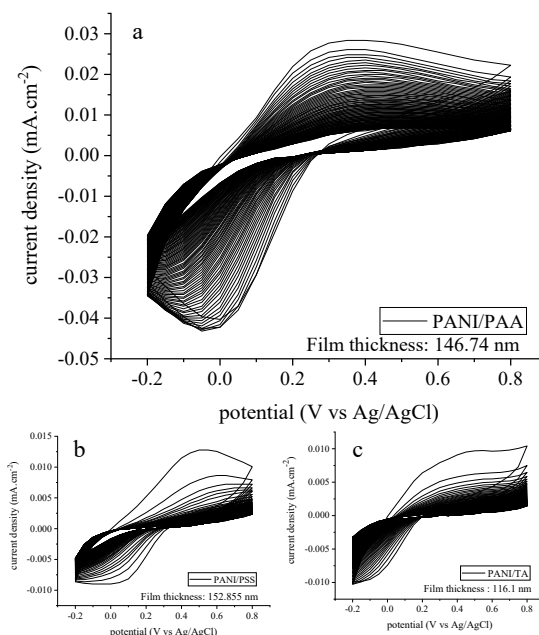 a
0.03
0.02
0.01
0.00
-0.01
-0.02
-0.03
-0.04
-0.05
current density (mA.cm-2)
PANI/PAA
Film thickness: 146.74 nm
-0.2 0.0 0.2 0.4 0.6 0.8
potential (V vs Ag/AgCl)
b
0.015
0.010
0.005
0.000
-0.005
-0.010
current density (mA.cm-2)
PANI/PSS
Film thickness: 152.855 nm
-0.2 0.0 0.2 0.4 0.6 0.8
potential (V vs Ag/AgCl)
c
0.010
0.005
0.000
-0.005
-0.010
current density (mA.cm-2)
PANI/TA
Film thickness : 116.1 nm
-0.2 0.0 0.2 0.4 0.6 0.8
potential (V vs Ag/AgCl)